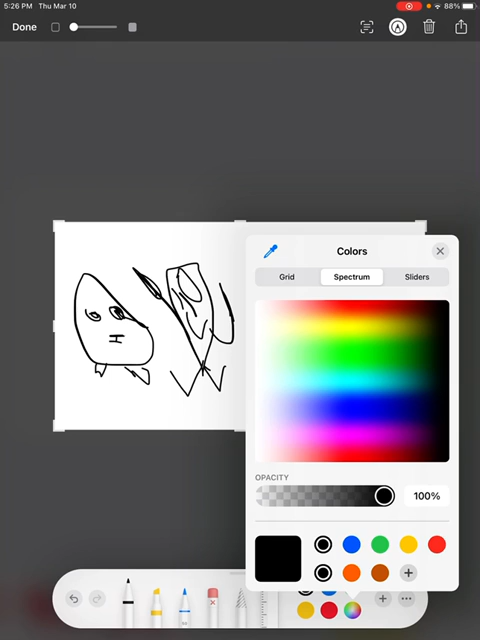 5:26 PM Thu Mar 10 88%
Done
Colors
Grid Spectrum Sliders
OPACITY
100%